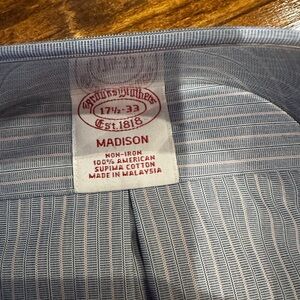 Brooks Brothers
17½-33
Est. 1818
MADISON
NON-IRON
100% AMERICAN
SUPIMA COTTON
MADE IN MALAYSIA